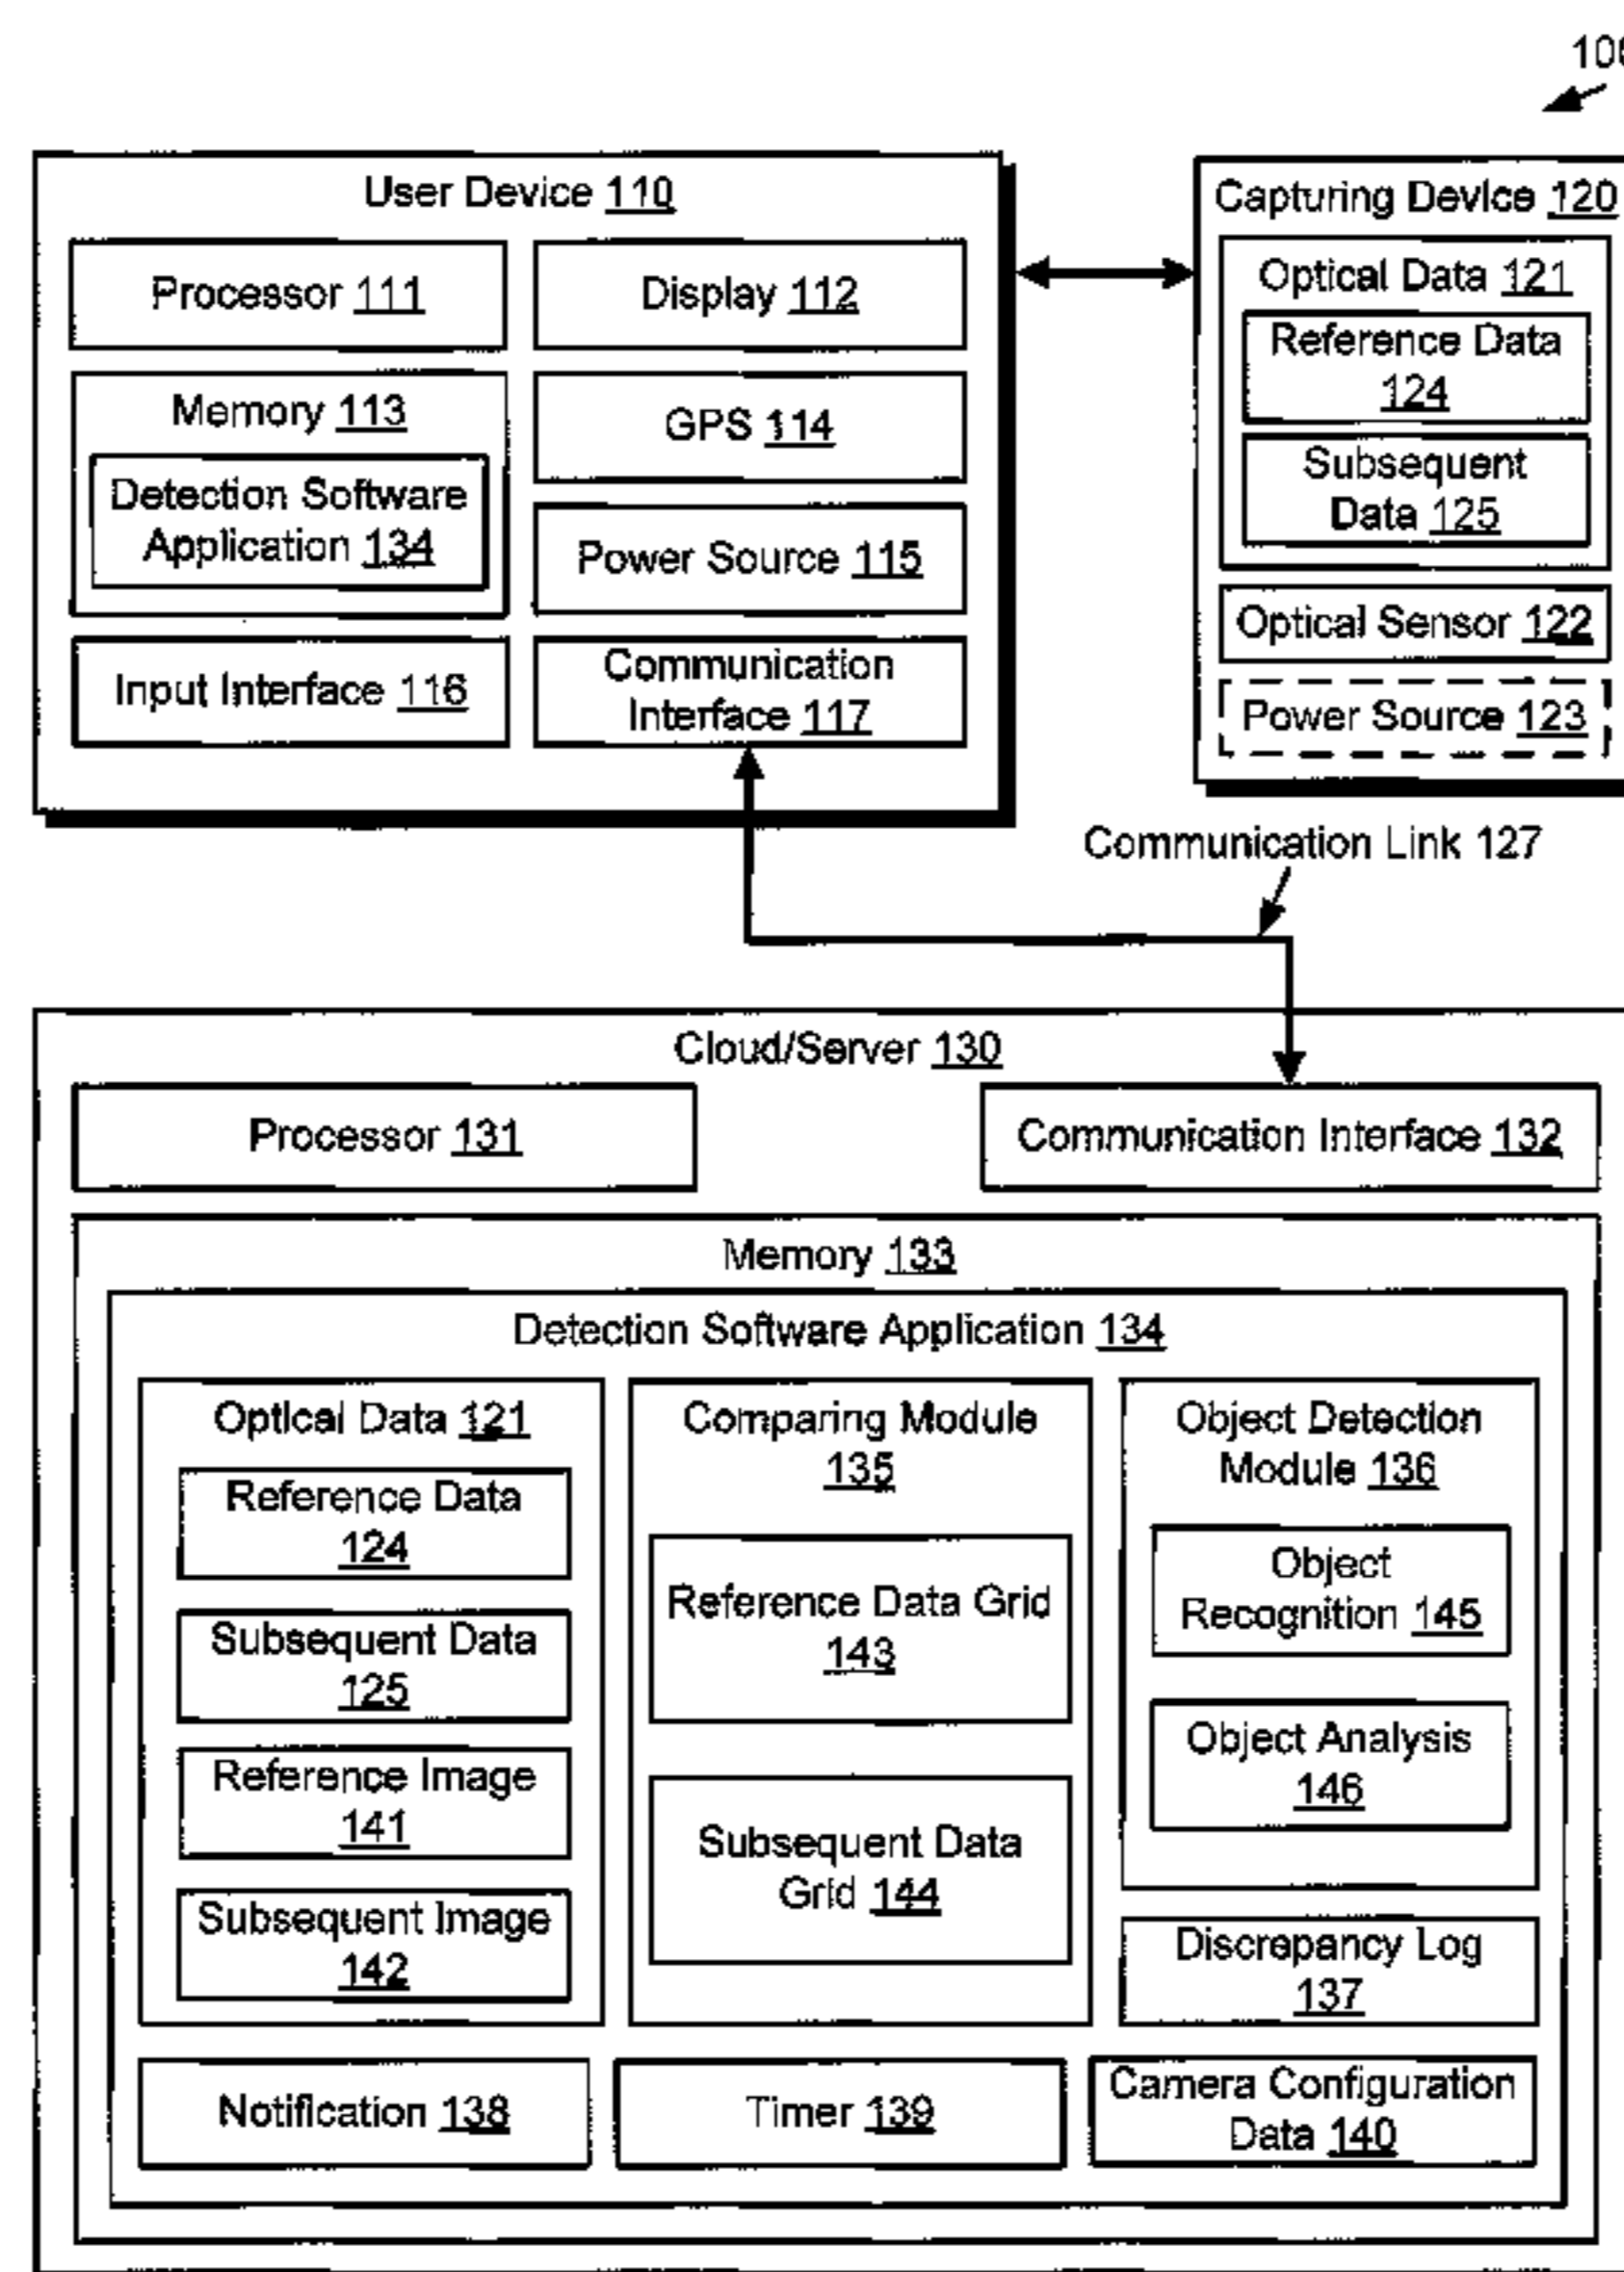 100
User Device 110
Processor 111
Display 112
Memory 113
Detection Software
Application 134
GPS 114
Power Source 115
Input Interface 116
Communication
Interface 117
Capturing Device 120
Optical Data 121
Reference Data
124
Subsequent
Data 125
Optical Sensor 122
Power Source 123
Communication Link 127
Cloud/Server 130
Processor 131
Communication Interface 132
Memory 133
Detection Software Application 134
Optical Data 121
Reference Data
124
Subsequent Data
125
Reference Image
141
Subsequent Image
142
Comparing Module
135
Reference Data Grid
143
Subsequent Data
Grid 144
Object Detection
Module 136
Object
Recognition 145
Object Analysis
146
Discrepancy Log
137
Notification 138
Timer 139
Camera Configuration
Data 140